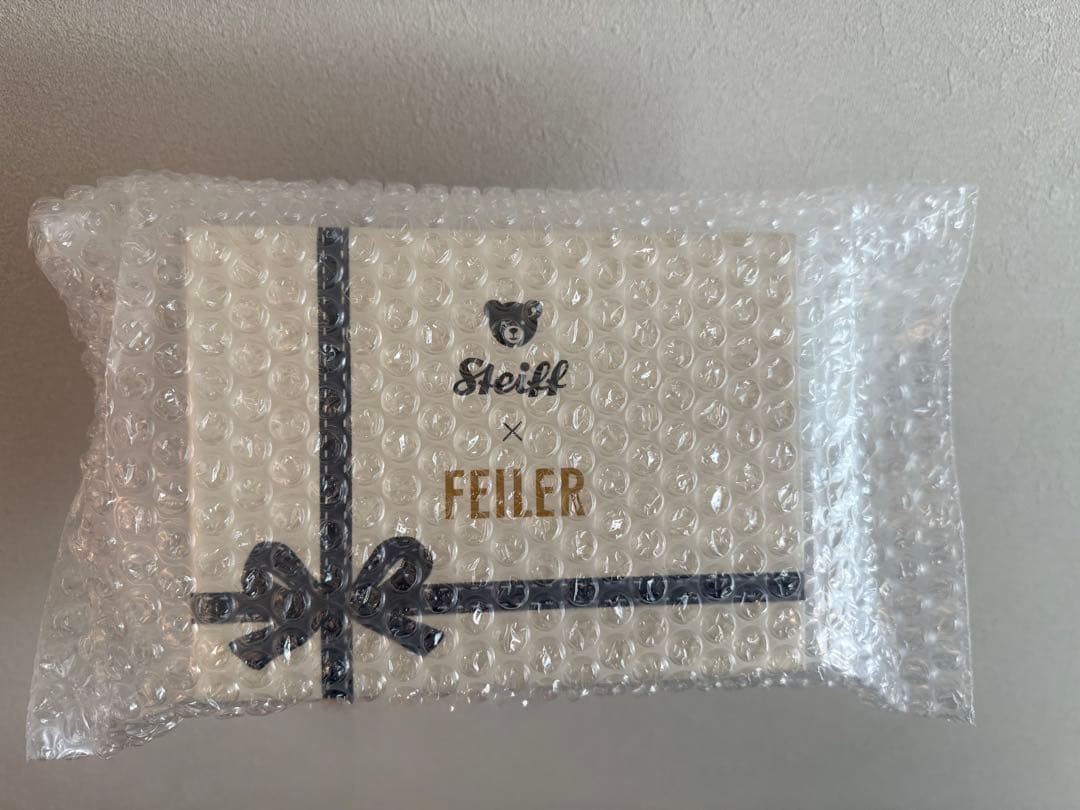 Steiff
×
FEILER